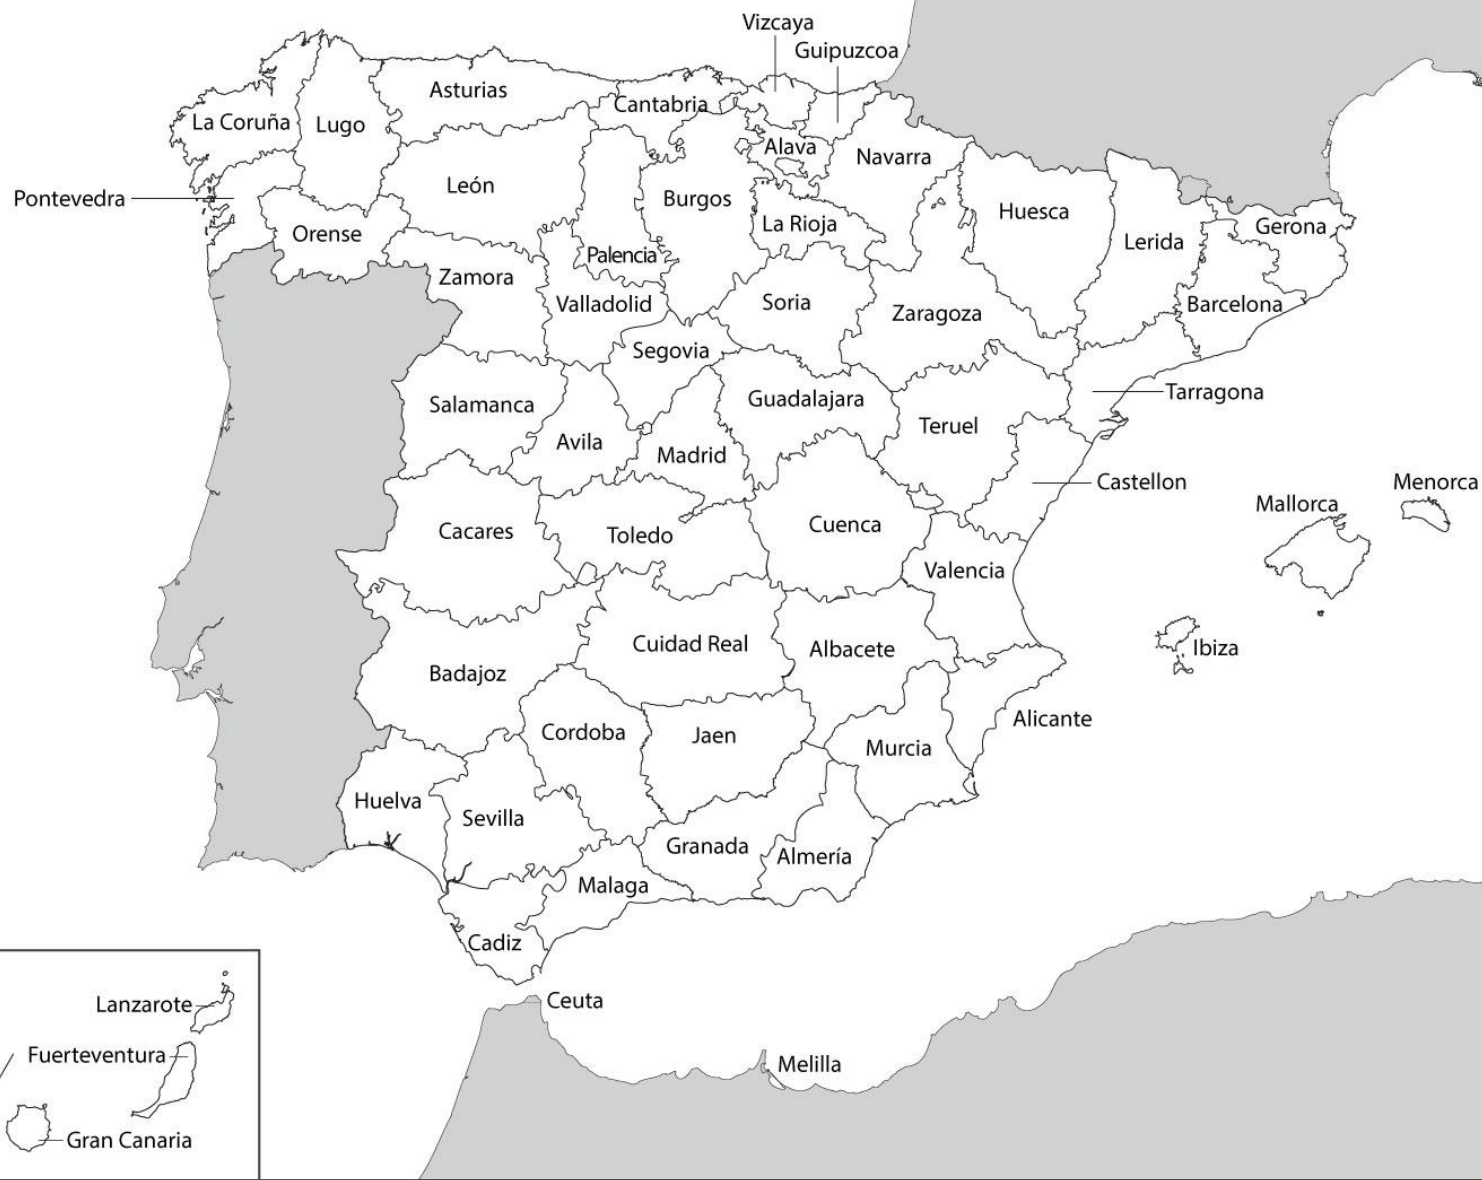 Vizcaya
Guipuzcoa
Asturias
Cantabria
La Coruña
Lugo
Alava
Navarra
Pontevedra
León
Burgos
Huesca
Orense
La Rioja
Lerida
Gerona
Palencia
Zamora
Valladolid
Soria
Zaragoza
Barcelona
Segovia
Salamanca
Guadalajara
Tarragona
Avila
Madrid
Teruel
Castellon
Menorca
Mallorca
Cacares
Toledo
Cuenca
Valencia
Cuidad Real
Albacete
Ibiza
Badajoz
Cordoba
Jaen
Alicante
Murcia
Huelva
Sevilla
Granada
Almería
Malaga
Cadiz
Ceuta
Lanzarote
Fuerteventura
Melilla
Gran Canaria